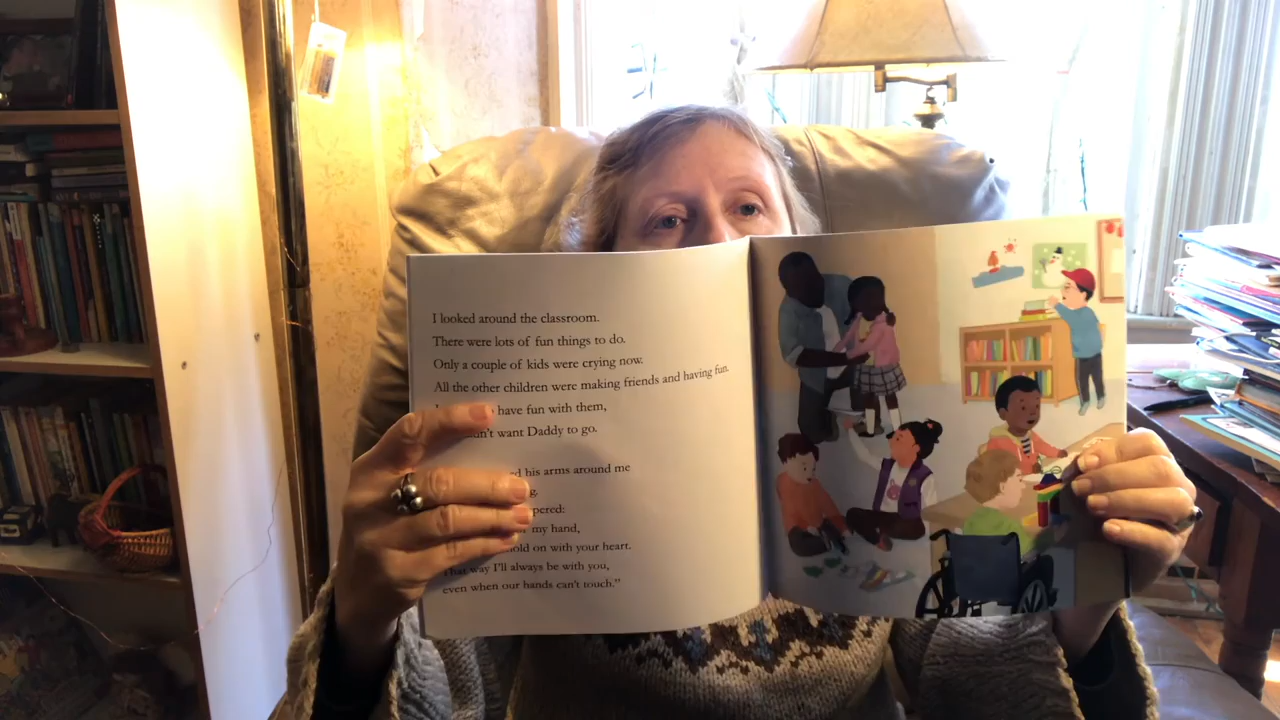 I looked around the classroom.
There were lots of fun things to do.
Only a couple of kids were crying now.
All the other children were making friends and having fun.
have fun with them,
want Daddy to go.
his arms around me
my hand,
hold on with your heart.
That way I'll always be with you,
even when our hands can't touch."